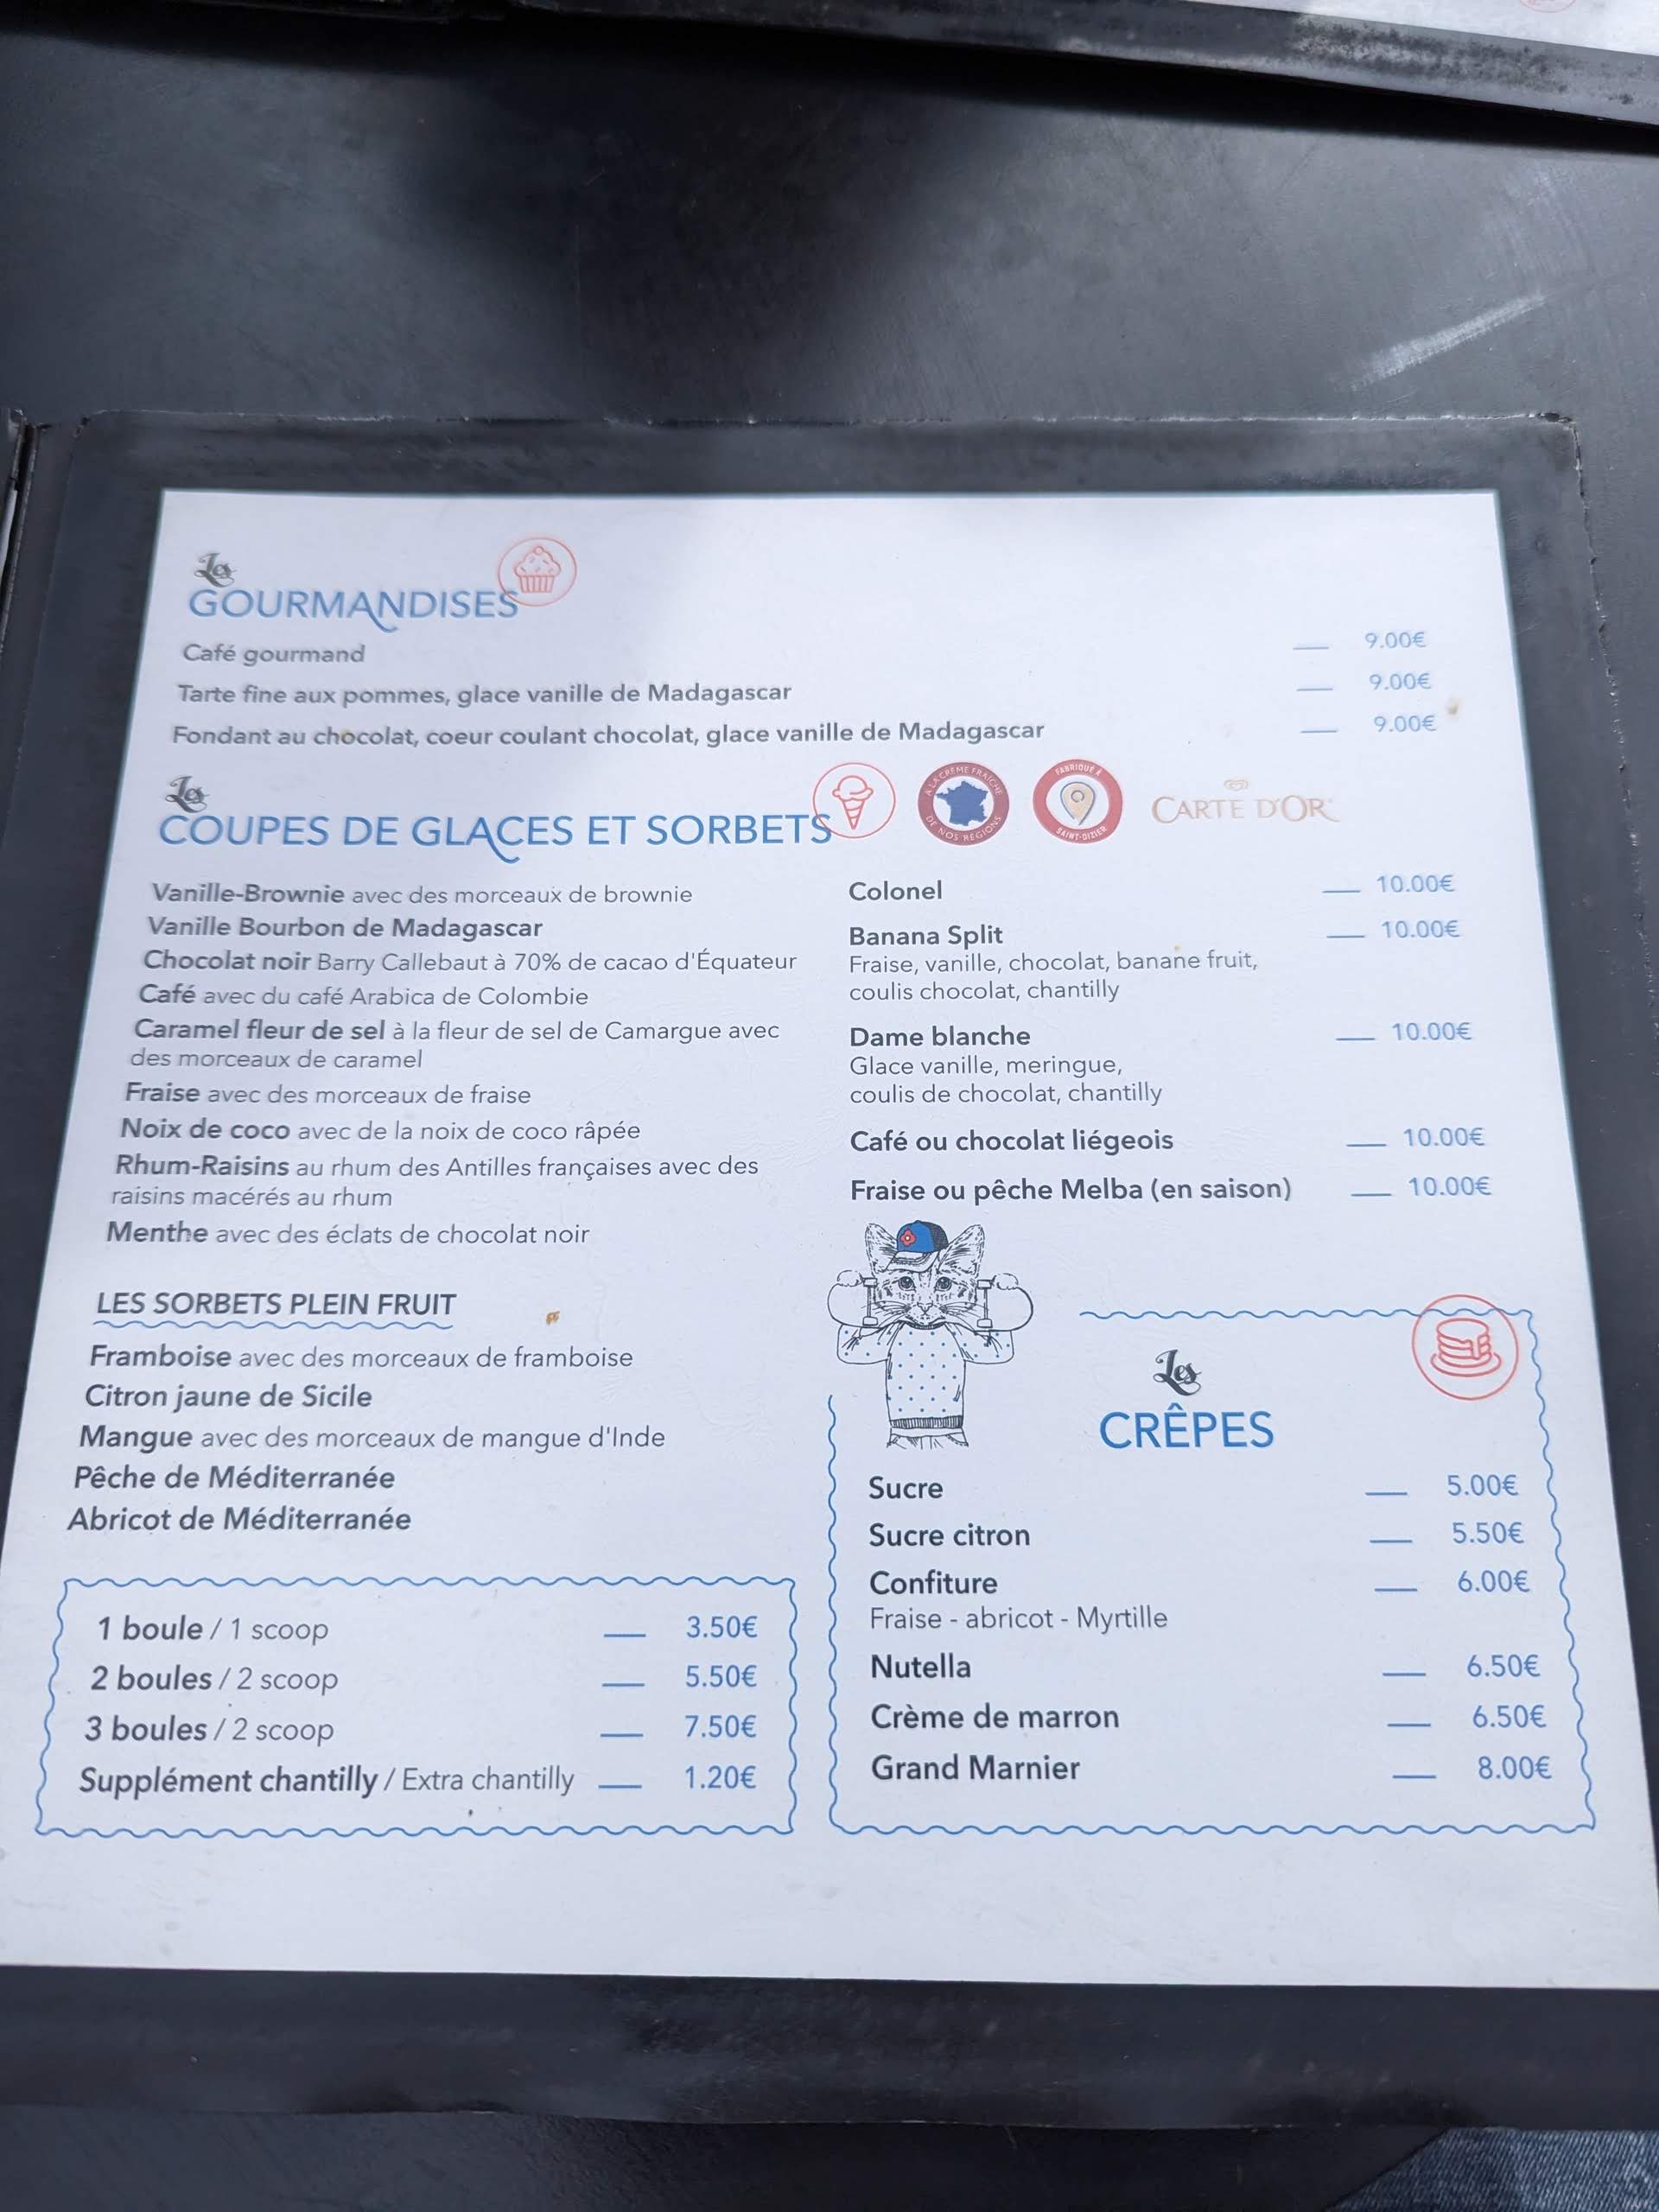 Les
GOURMANDISES
Café gourmand — 9.00€
Tarte fine aux pommes, glace vanille de Madagascar — 9.00€
Fondant au chocolat, coeur coulant chocolat, glace vanille de Madagascar — 9.00€
Les
COUPES DE GLACES ET SORBETS
À LA CRÈME FRAÎCHE
DE NOS RÉGIONS
FABRIQUÉ À
SAINT-DIZIER
CARTE D'OR
Vanille-Brownie avec des morceaux de brownie
Vanille Bourbon de Madagascar
Chocolat noir Barry Callebaut à 70% de cacao d'Équateur
Café avec du café Arabica de Colombie
Caramel fleur de sel à la fleur de sel de Camargue avec
des morceaux de caramel
Fraise avec des morceaux de fraise
Noix de coco avec de la noix de coco râpée
Rhum-Raisins au rhum des Antilles françaises avec des
raisins macérés au rhum
Menthe avec des éclats de chocolat noir
LES SORBETS PLEIN FRUIT
Framboise avec des morceaux de framboise
Citron jaune de Sicile
Mangue avec des morceaux de mangue d'Inde
Pêche de Méditerranée
Abricot de Méditerranée
1 boule / 1 scoop — 3.50€
2 boules / 2 scoop — 5.50€
3 boules / 2 scoop — 7.50€
Supplément chantilly / Extra chantilly — 1.20€
Colonel — 10.00€
Banana Split — 10.00€
Fraise, vanille, chocolat, banane fruit,
coulis chocolat, chantilly
Dame blanche — 10.00€
Glace vanille, meringue,
coulis de chocolat, chantilly
Café ou chocolat liégeois — 10.00€
Fraise ou pêche Melba (en saison) — 10.00€
Les
CRÊPES
Sucre — 5.00€
Sucre citron — 5.50€
Confiture — 6.00€
Fraise - abricot - Myrtille
Nutella — 6.50€
Crème de marron — 6.50€
Grand Marnier — 8.00€